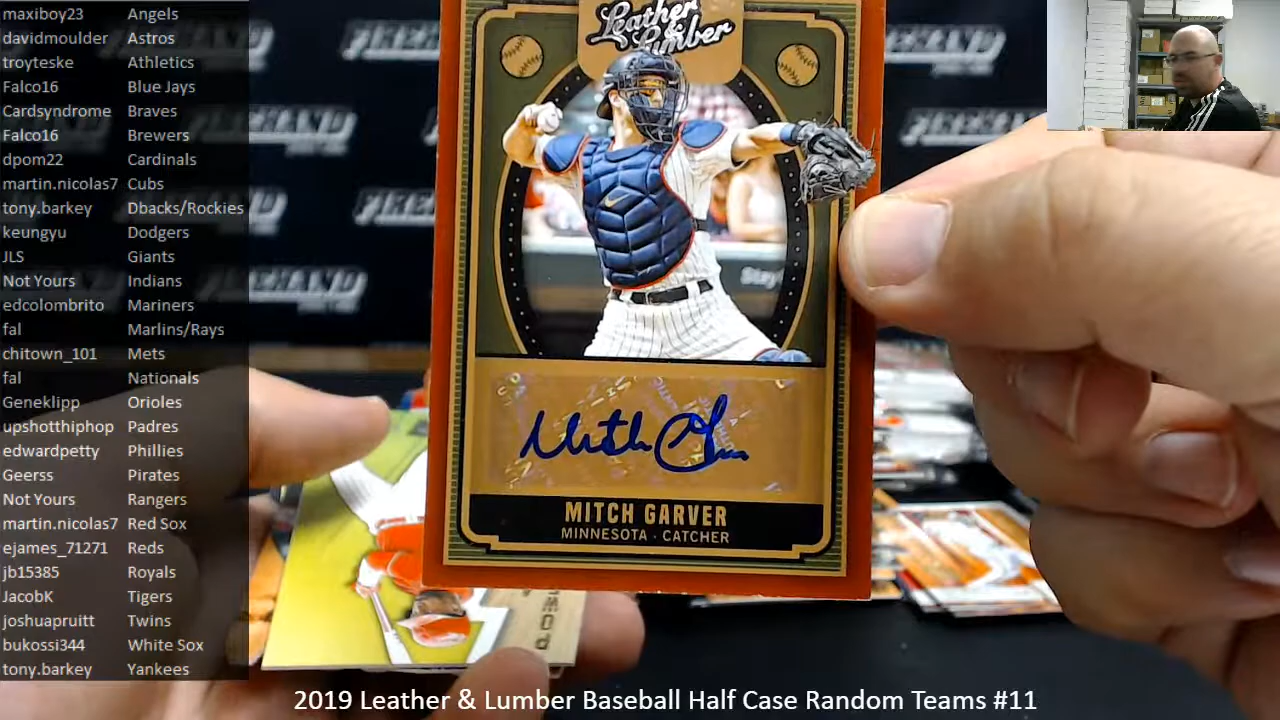 maxiboy23 Angels
davidmoulder Astros
troyteske Athletics
Falco16 Blue Jays
Cardsyndrome Braves
Falco16 Brewers
dpom22 Cardinals
martin.nicolas7 Cubs
tony.barkey Dbacks/Rockies
keungyu Dodgers
JLS Giants
Not Yours Indians
edcolombrito Mariners
fal Marlins/Rays
chitown_101 Mets
fal Nationals
Geneklipp Orioles
upshotthiphop Padres
edwardpetty Phillies
Geerss Pirates
Not Yours Rangers
martin.nicolas7 Red Sox
ejames_71271 Reds
jb15385 Royals
JacobK Tigers
joshuapruitt Twins
bukossi344 White Sox
tony.barkey Yankees
Leather &
Lumber
Stay
Mitch
MITCH GARVER
MINNESOTA · CATCHER
2019 Leather & Lumber Baseball Half Case Random Teams #11